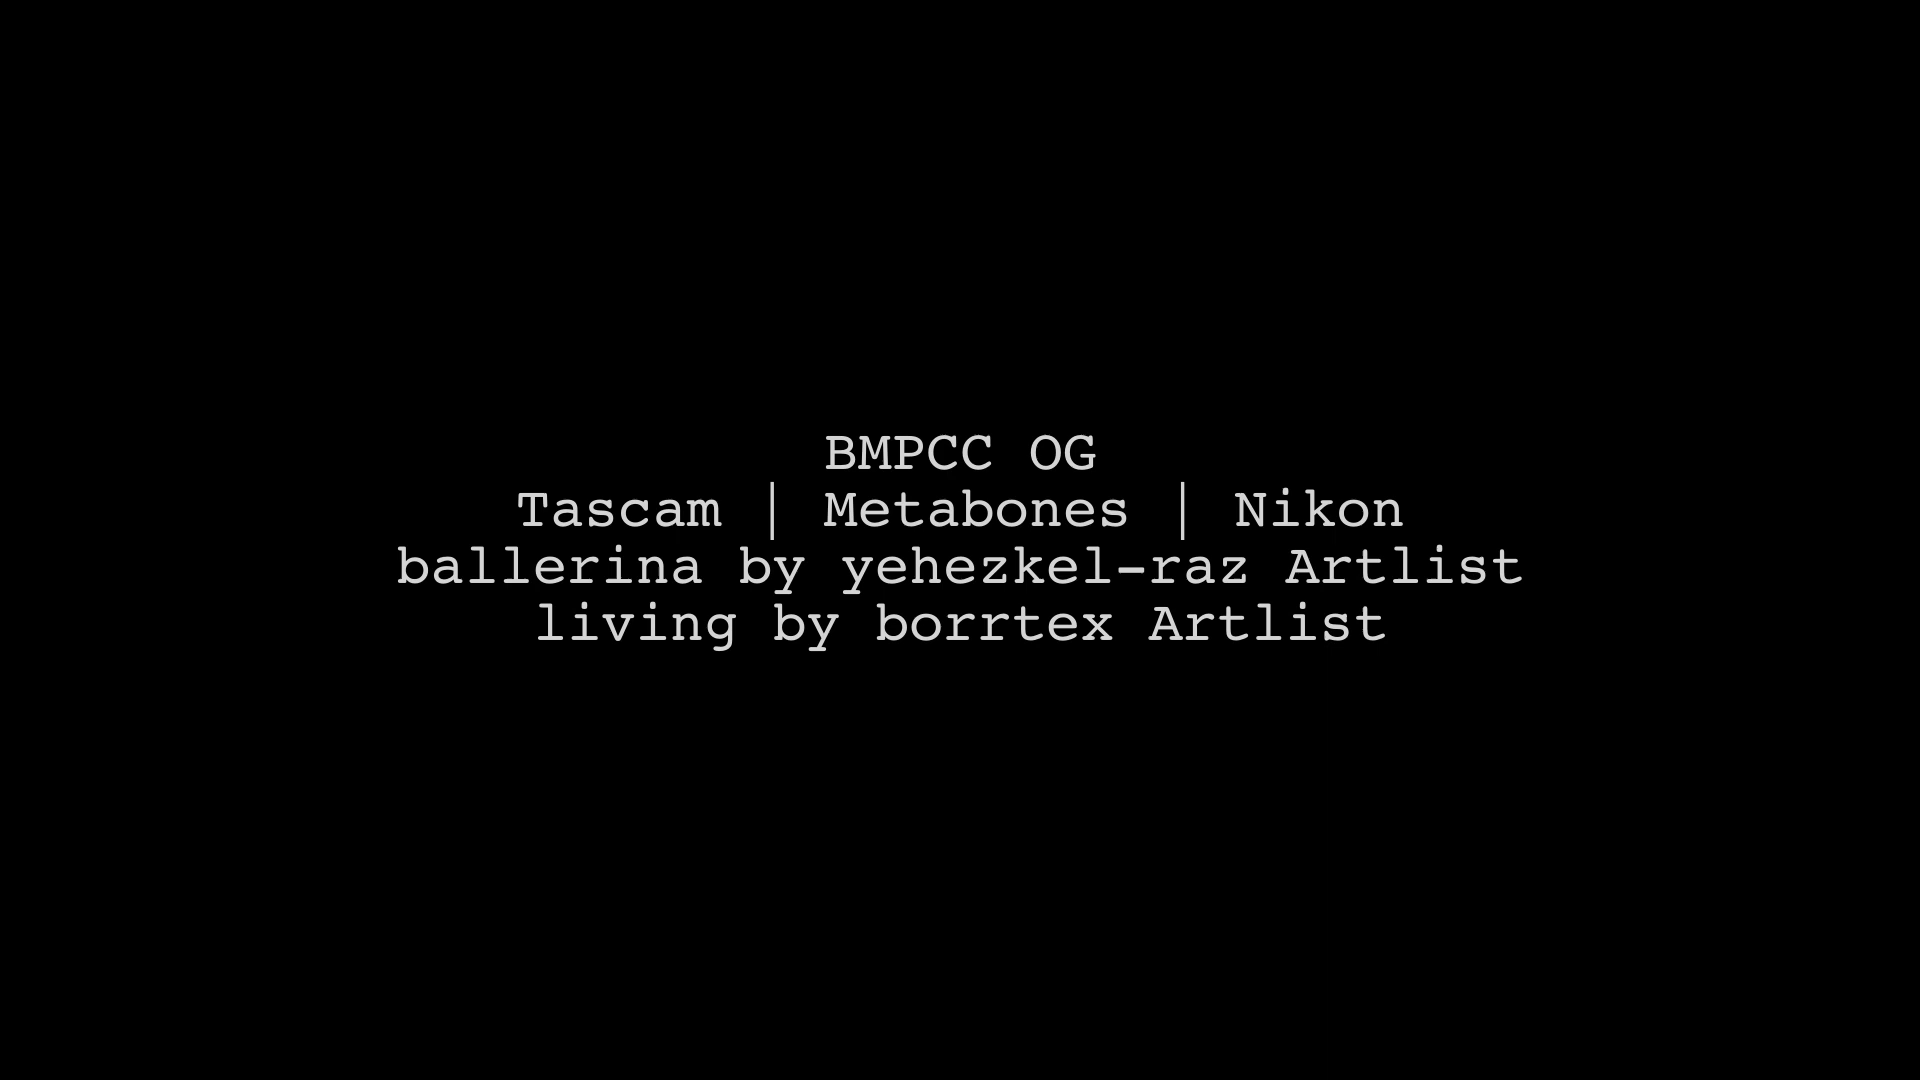 BMPCC OG
Tascam | Metabones | Nikon
ballerina by yehezkel-raz Artlist
living by borrtex Artlist